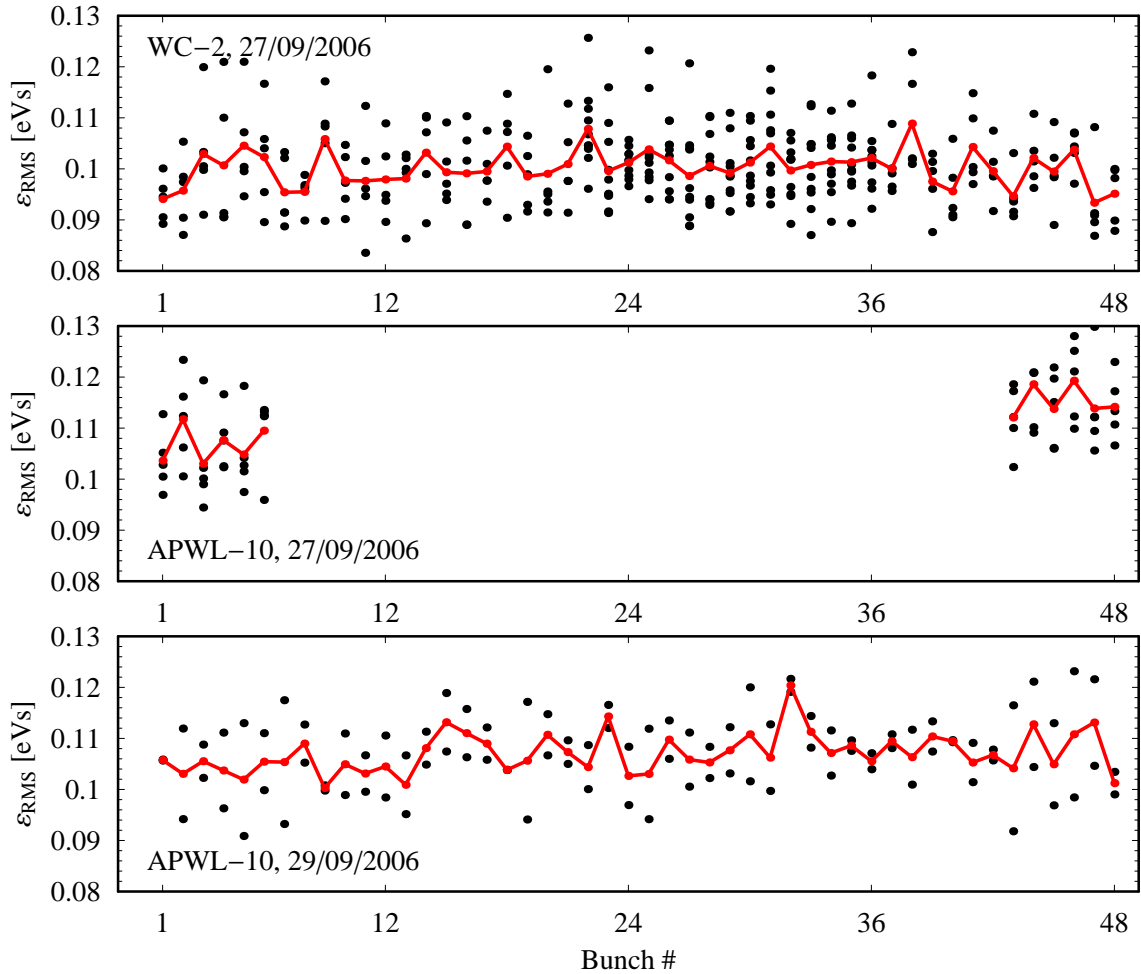 0.13
WC−2, 27/09/2006
0.12
0.11
0.1
0.09
0.08
εRMS [eVs]
1 12 24 36 48
0.13
0.12
0.11
0.1
0.09
0.08
εRMS [eVs]
APWL−10, 27/09/2006
1 12 24 36 48
0.13
0.12
0.11
0.1
0.09
0.08
εRMS [eVs]
APWL−10, 29/09/2006
1 12 24 36 48
Bunch #